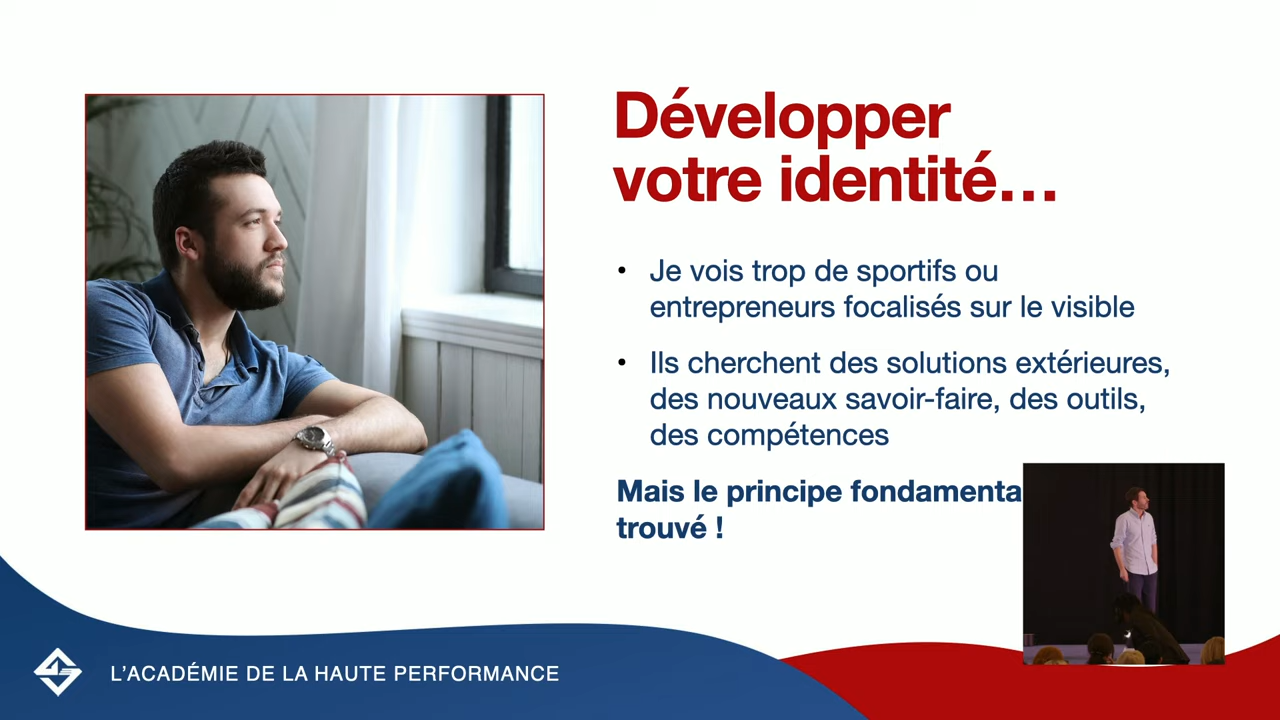 Développer
votre identité…
• Je vois trop de sportifs ou
entrepreneurs focalisés sur le visible
• Ils cherchent des solutions extérieures,
des nouveaux savoir-faire, des outils,
des compétences
Mais le principe
trouvé !
L'ACADÉMIE DE LA HAUTE PERFORMANCE